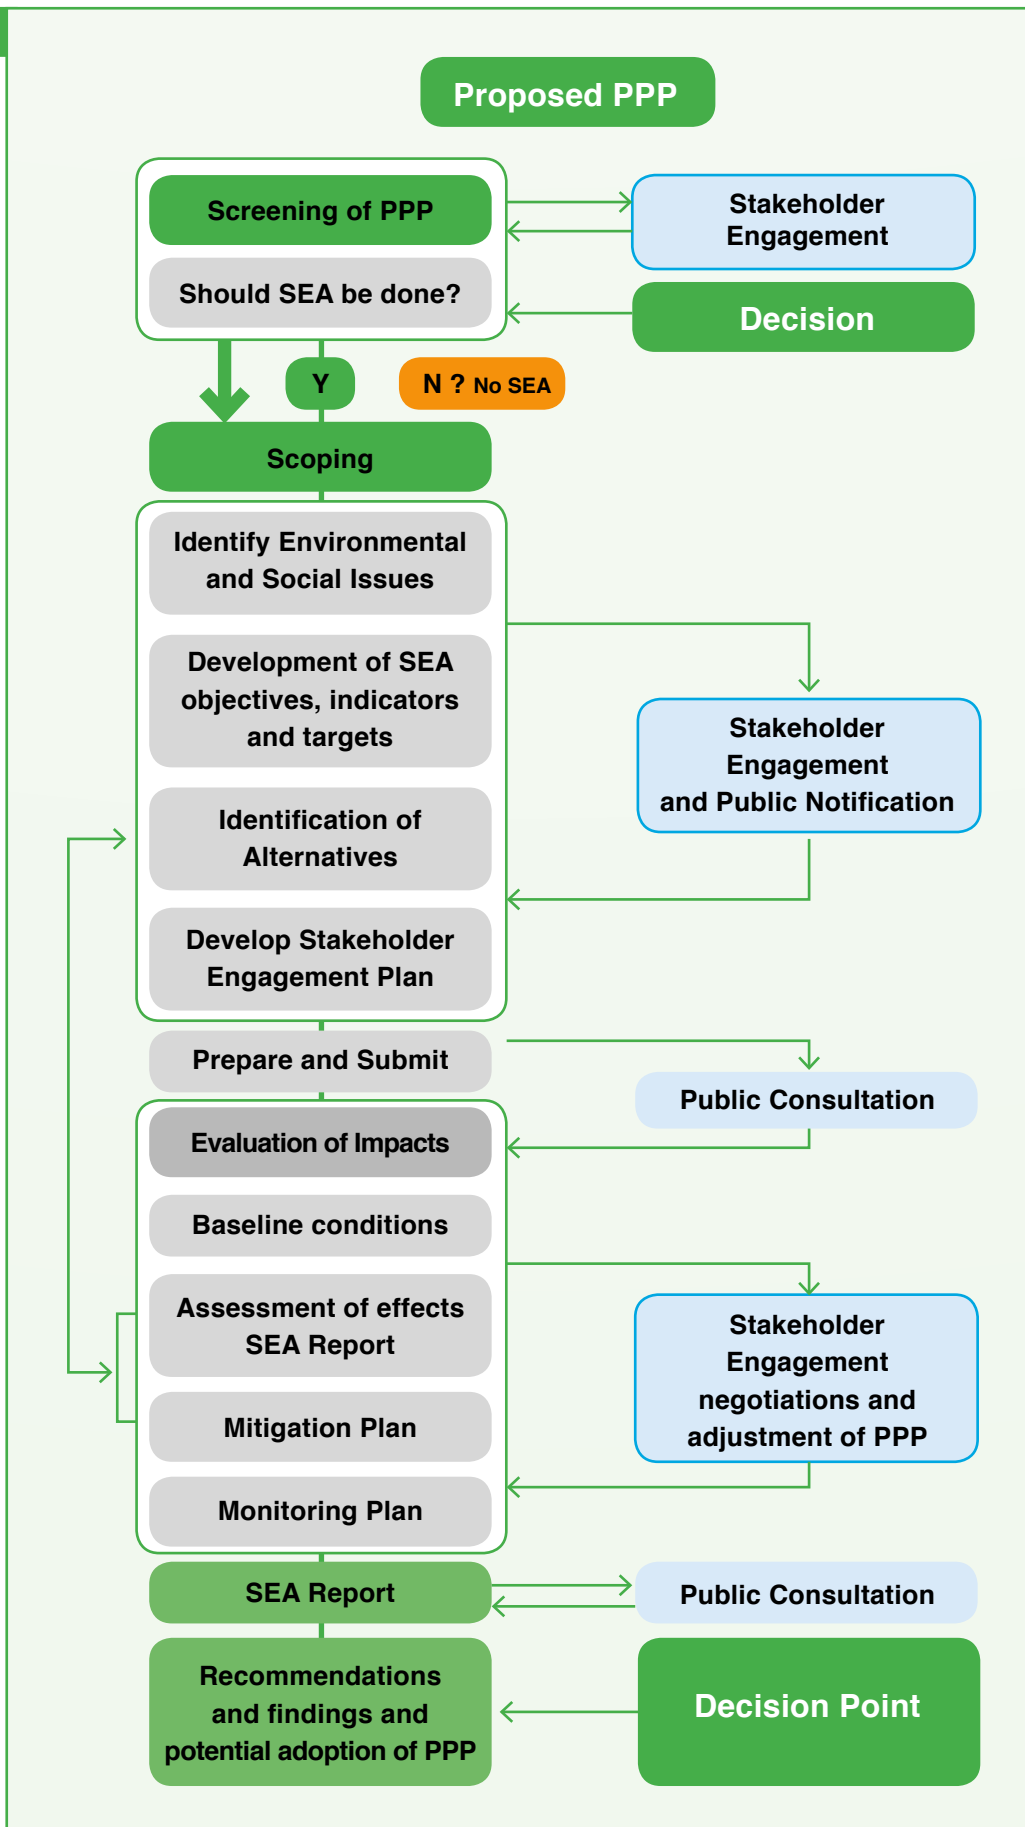 Proposed PPP
Screening of PPP
Stakeholder
Engagement
Should SEA be done?
Decision
Y
N ? No SEA
Scoping
Identify Environmental
and Social Issues
Development of SEA
objectives, indicators
and targets
Stakeholder
Engagement
and Public Notification
Identification of
Alternatives
Develop Stakeholder
Engagement Plan
Prepare and Submit
Public Consultation
Evaluation of Impacts
Baseline conditions
Assessment of effects
SEA Report
Stakeholder
Engagement
negotiations and
adjustment of PPP
Mitigation Plan
Monitoring Plan
SEA Report
Public Consultation
Recommendations
and findings and
potential adoption of PPP
Decision Point